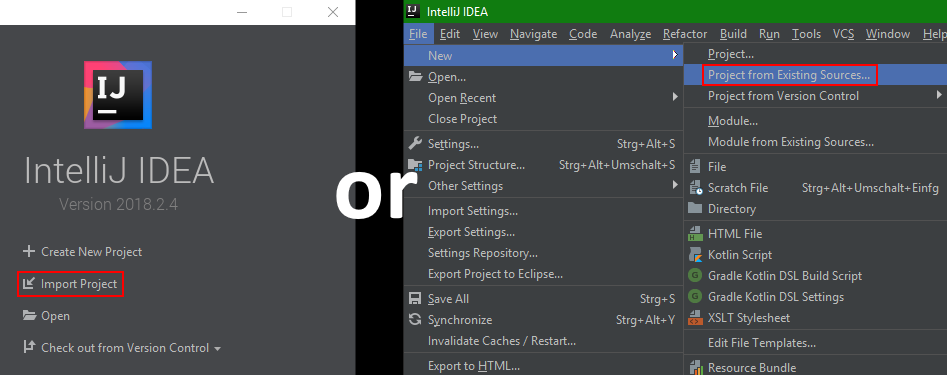 IJ
IntelliJ IDEA
Version 2018.2.4
Create New Project
Import Project
Open
Check out from Version Control
or
IntelliJ IDEA
File Edit View Navigate Code Analyze Refactor Build Run Tools VCS Window Help
New
Open...
Open Recent
Close Project
Settings... Strg+Alt+S
Project Structure... Strg+Alt+Umschalt+S
Other Settings
Import Settings...
Export Settings...
Settings Repository...
Export Project to Eclipse...
Save All Strg+S
Synchronize Strg+Alt+Y
Invalidate Caches / Restart...
Export to HTML...
Project...
Project from Existing Sources...
Project from Version Control
Module...
Module from Existing Sources...
File
Scratch File Strg+Alt+Umschalt+Einfg
Directory
HTML File
Kotlin Script
Gradle Kotlin DSL Build Script
Gradle Kotlin DSL Settings
XSLT Stylesheet
Edit File Templates...
Resource Bundle